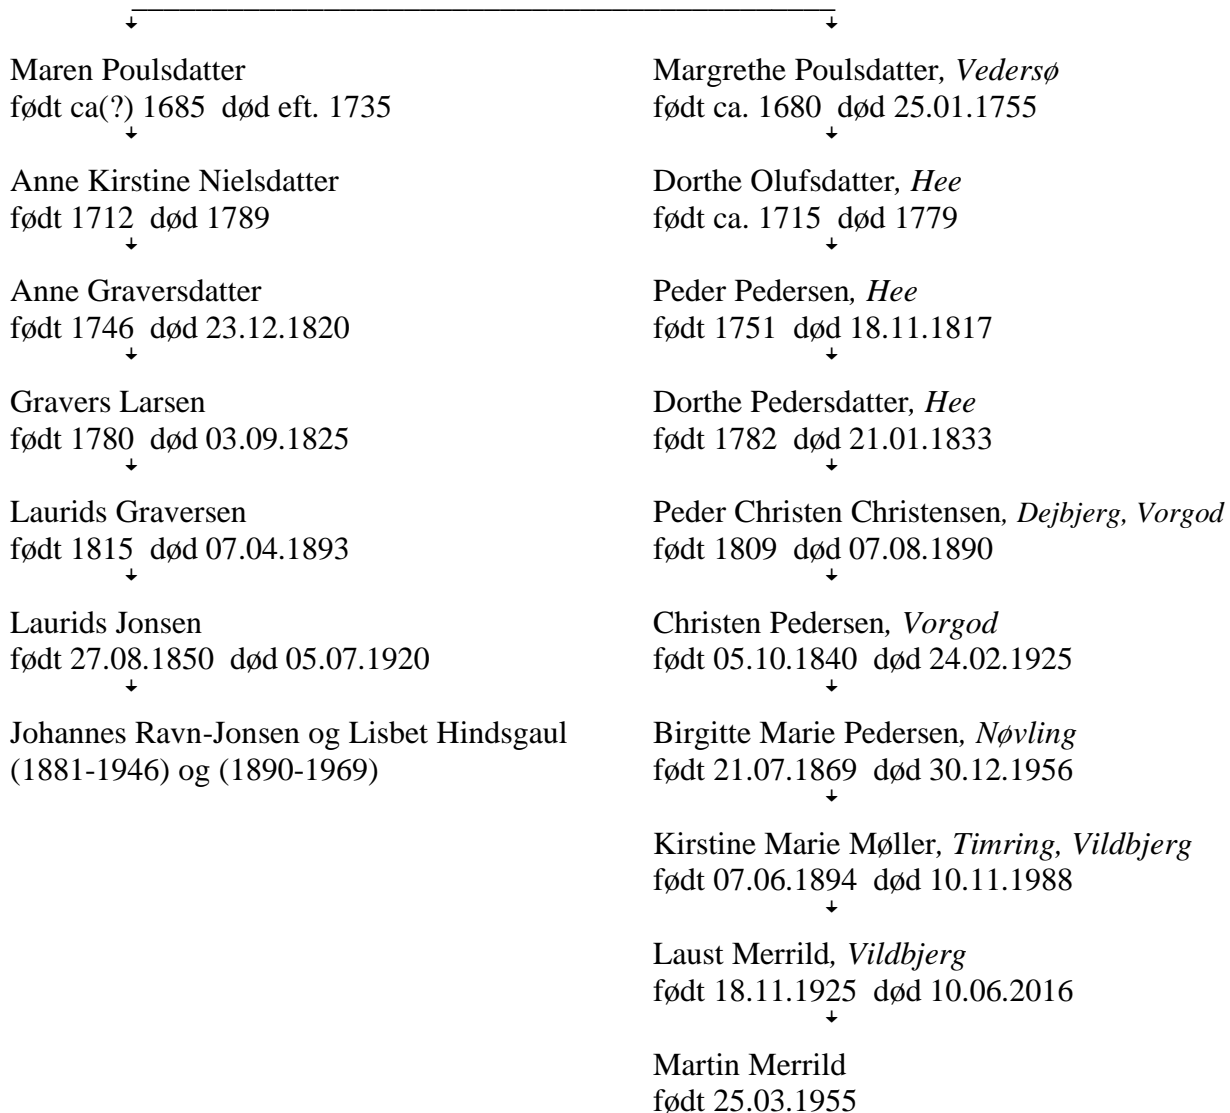 Maren Poulsdatter
født ca(?) 1685 død eft. 1735
Anne Kirstine Nielsdatter
født 1712 død 1789
Anne Graversdatter
født 1746 død 23.12.1820
Gravers Larsen
født 1780 død 03.09.1825
Laurids Graversen
født 1815 død 07.04.1893
Laurids Jonsen
født 27.08.1850 død 05.07.1920
Johannes Ravn-Jonsen og Lisbet Hindsgaul
(1881-1946) og (1890-1969)
Margrethe Poulsdatter, Vedersø
født ca. 1680 død 25.01.1755
Dorthe Olufsdatter, Hee
født ca. 1715 død 1779
Peder Pedersen, Hee
født 1751 død 18.11.1817
Dorthe Pedersdatter, Hee
født 1782 død 21.01.1833
Peder Christen Christensen, Dejbjerg, Vorgod
født 1809 død 07.08.1890
Christen Pedersen, Vorgod
født 05.10.1840 død 24.02.1925
Birgitte Marie Pedersen, Nøvling
født 21.07.1869 død 30.12.1956
Kirstine Marie Møller, Timring, Vildbjerg
født 07.06.1894 død 10.11.1988
Laust Merrild, Vildbjerg
født 18.11.1925 død 10.06.2016
Martin Merrild
født 25.03.1955